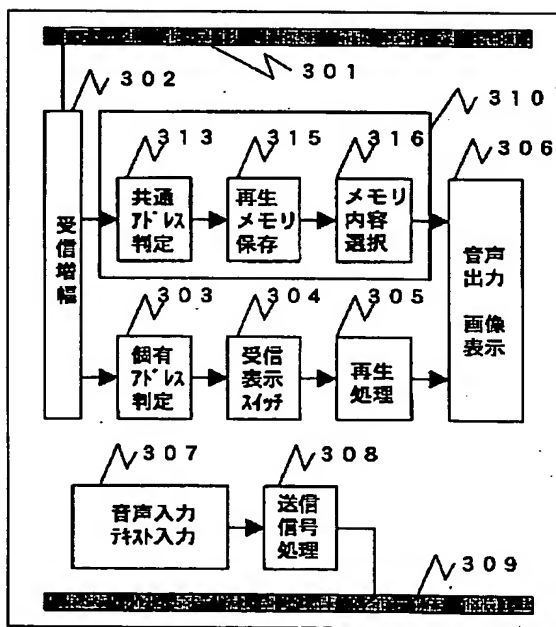 302
301
310
313
315
316
306
受信増幅
共通
ｱﾄﾞﾚｽ
判定
再生
メモリ
保存
メモリ
内容
選択
音声
出力
画像
表示
303
304
305
個有
ｱﾄﾞﾚｽ
判定
受信
表示
ｽｲｯﾁ
再生
処理
307
308
音声入力
ﾃｷｽﾄ入力
送信
信号
処理
309